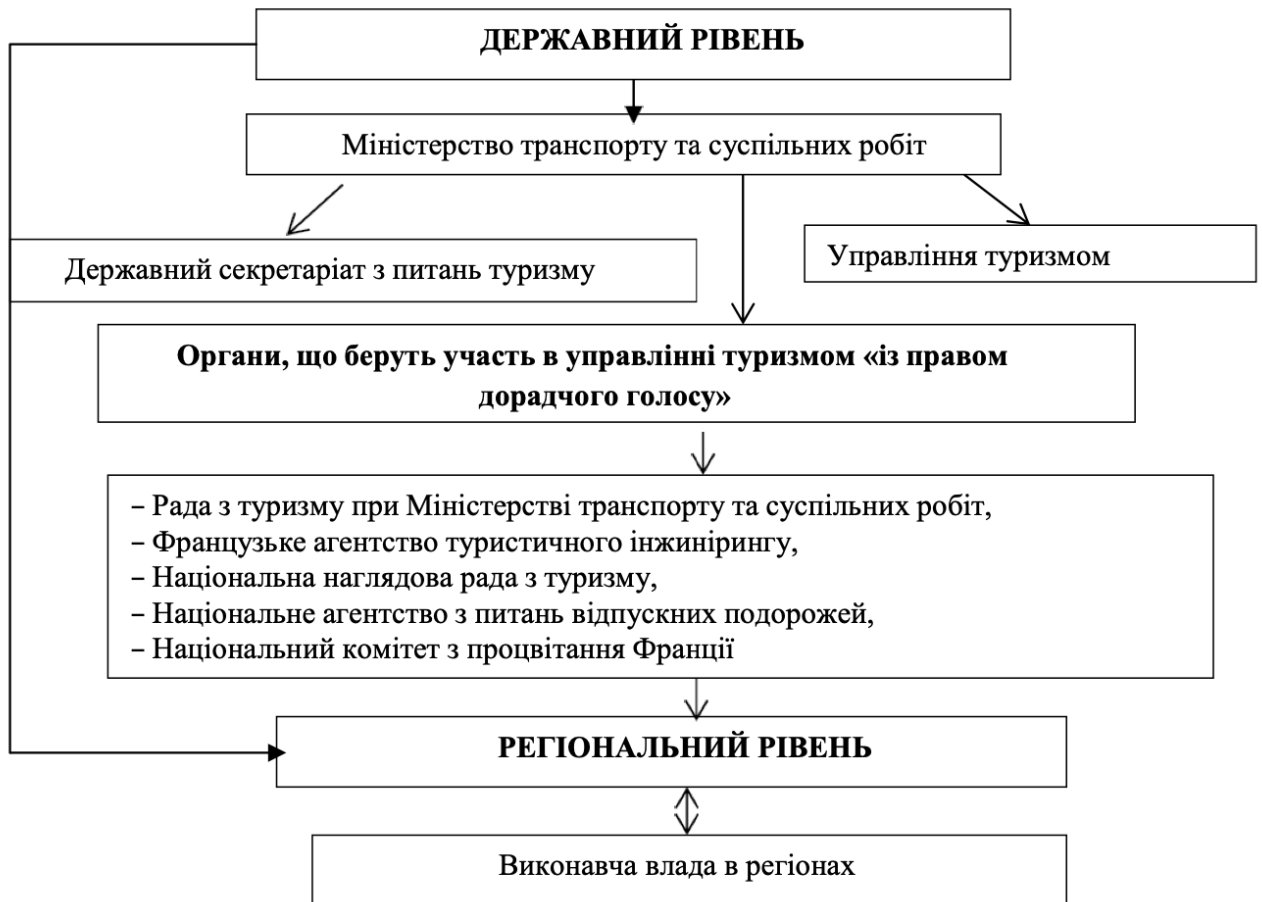 ДЕРЖАВНИЙ РІВЕНЬ
Міністерство транспорту та суспільних робіт
Державний секретаріат з питань туризму
Управління туризмом
Органи, що беруть участь в управлінні туризмом «із правом
дорадчого голосу»
– Рада з туризму при Міністерстві транспорту та суспільних робіт,
– Французьке агентство туристичного інжинірингу,
– Національна наглядова рада з туризму,
– Національне агентство з питань відпускних подорожей,
– Національний комітет з процвітання Франції
РЕГІОНАЛЬНИЙ РІВЕНЬ
Виконавча влада в регіонах